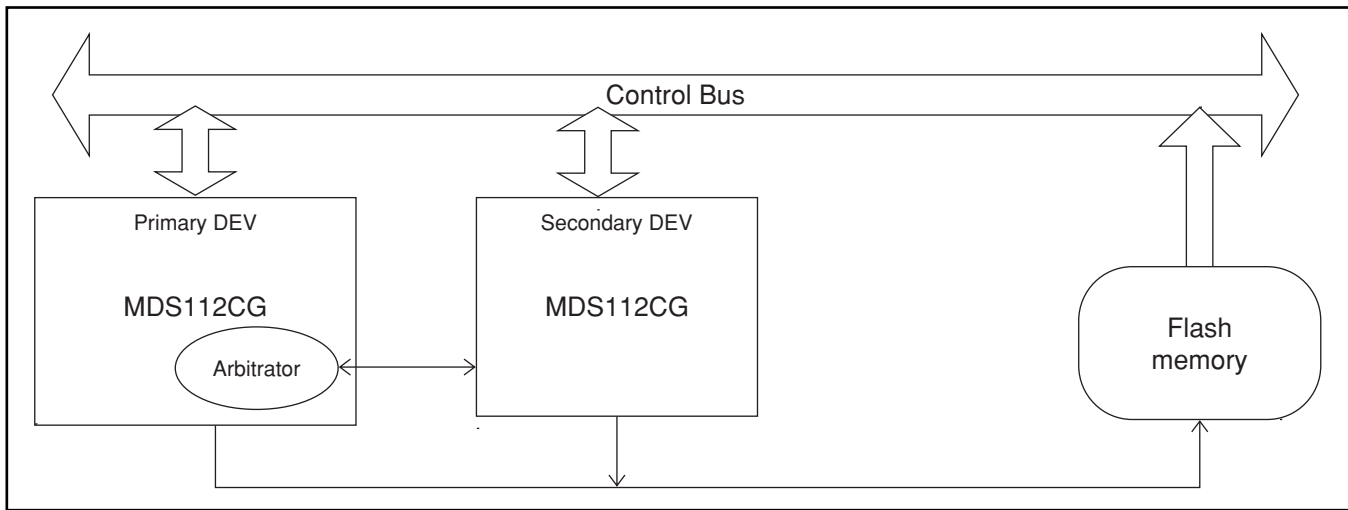 Control Bus
Primary DEV
MDS112CG
Arbitrator
Secondary DEV
MDS112CG
Flash
memory